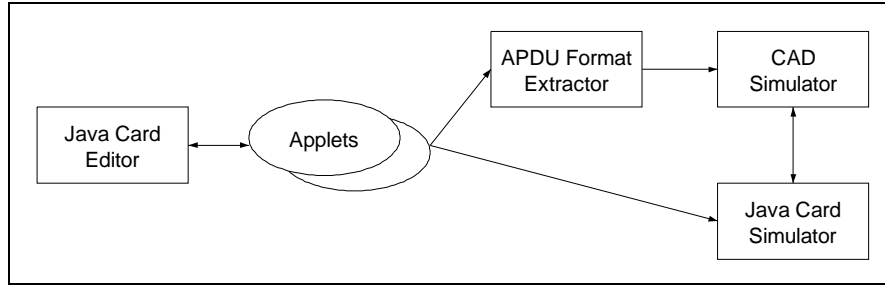 Java Card
Editor
Applets
APDU Format
Extractor
CAD
Simulator
Java Card
Simulator